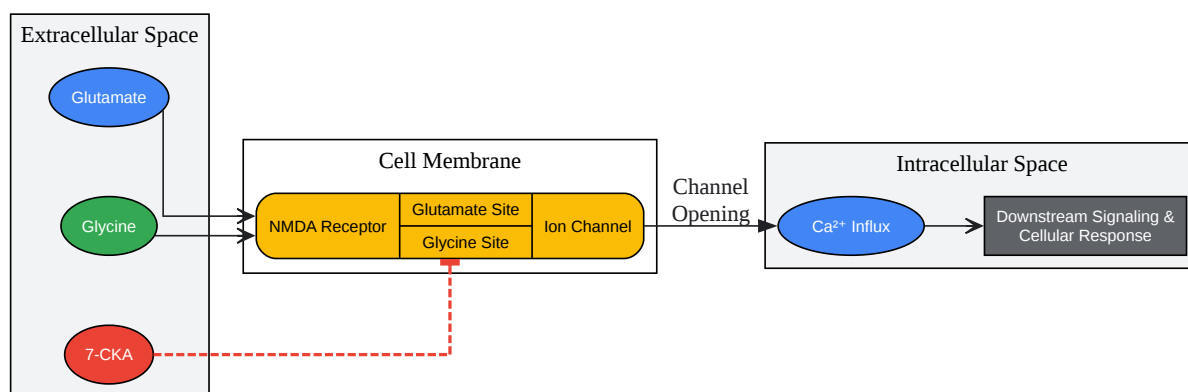 Extracellular Space
Glutamate
Glycine
7-CKA
Cell Membrane
NMDA Receptor
Glutamate Site
Glycine Site
Ion Channel
Channel
Opening
Intracellular Space
Ca²⁺ Influx
Downstream Signaling &
Cellular Response